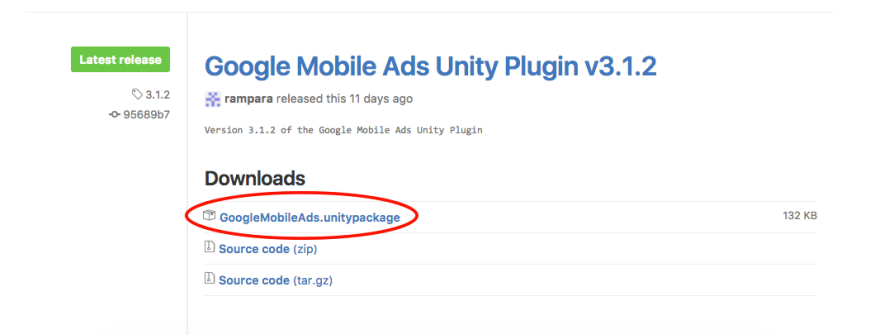 Latest release
3.1.2
95689b7
Google Mobile Ads Unity Plugin v3.1.2
rampara released this 11 days ago
Version 3.1.2 of the Google Mobile Ads Unity Plugin
Downloads
GoogleMobileAds.unitypackage 132 KB
Source code (zip)
Source code (tar.gz)